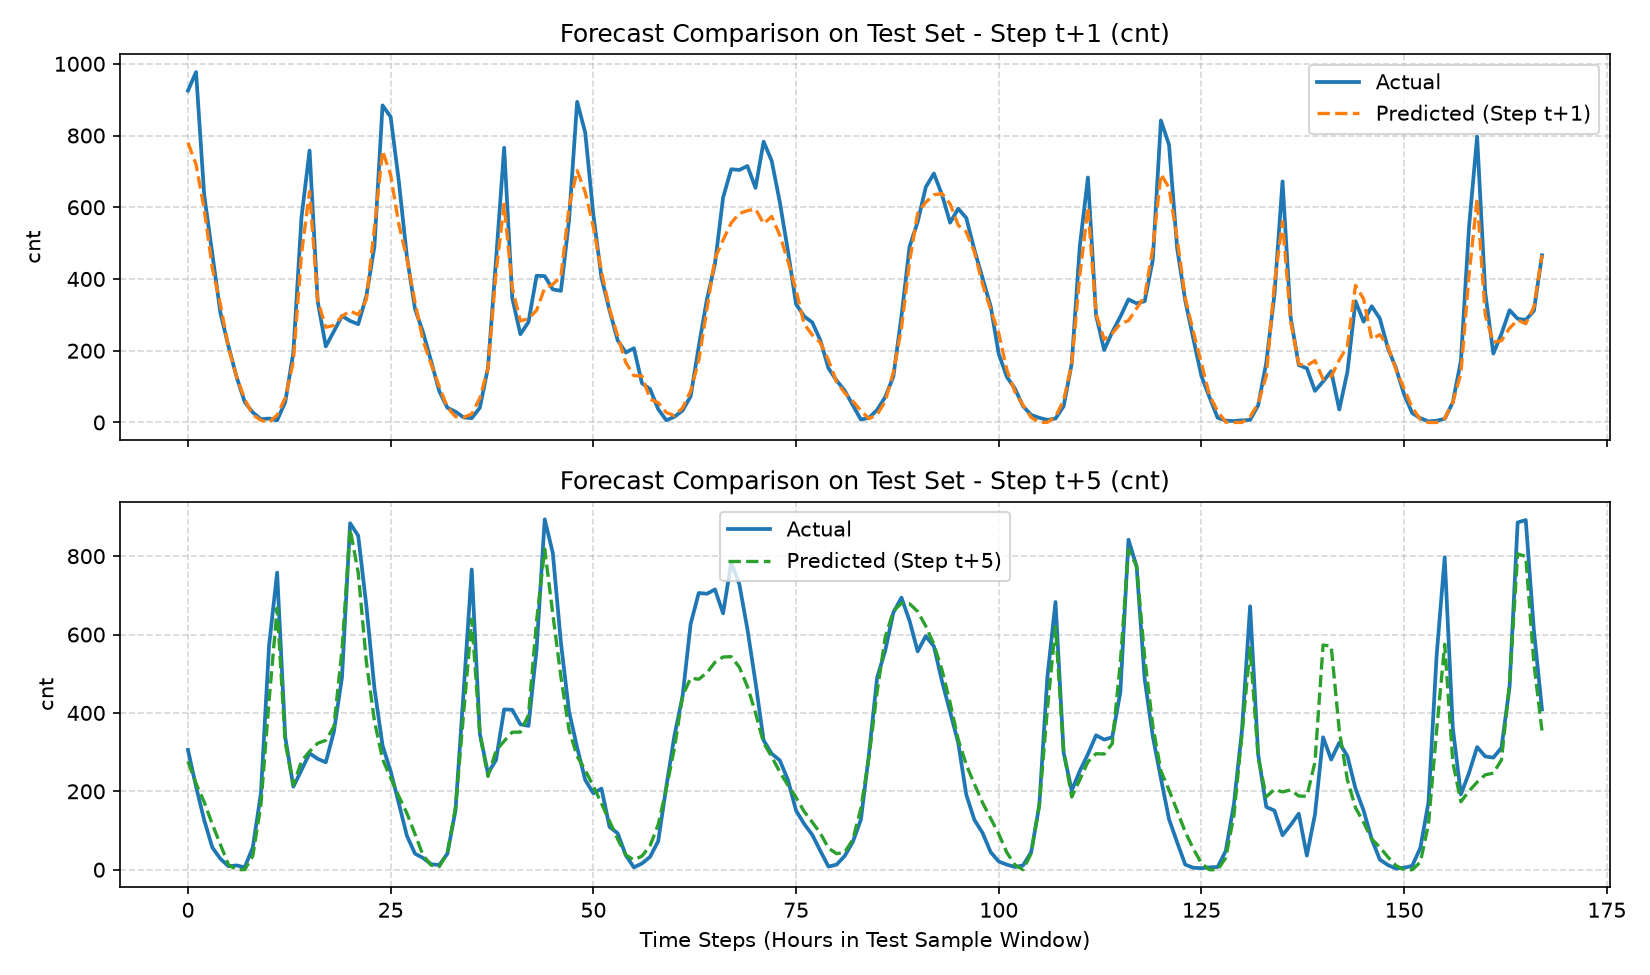 Forecast Comparison on Test Set - Step t+1 (cnt)
1000
800
600
400
200
0
cnt
Actual
Predicted (Step t+1)
Forecast Comparison on Test Set - Step t+5 (cnt)
800
600
400
200
0
cnt
Actual
Predicted (Step t+5)
0 25 50 75 100 125 150 175
Time Steps (Hours in Test Sample Window)